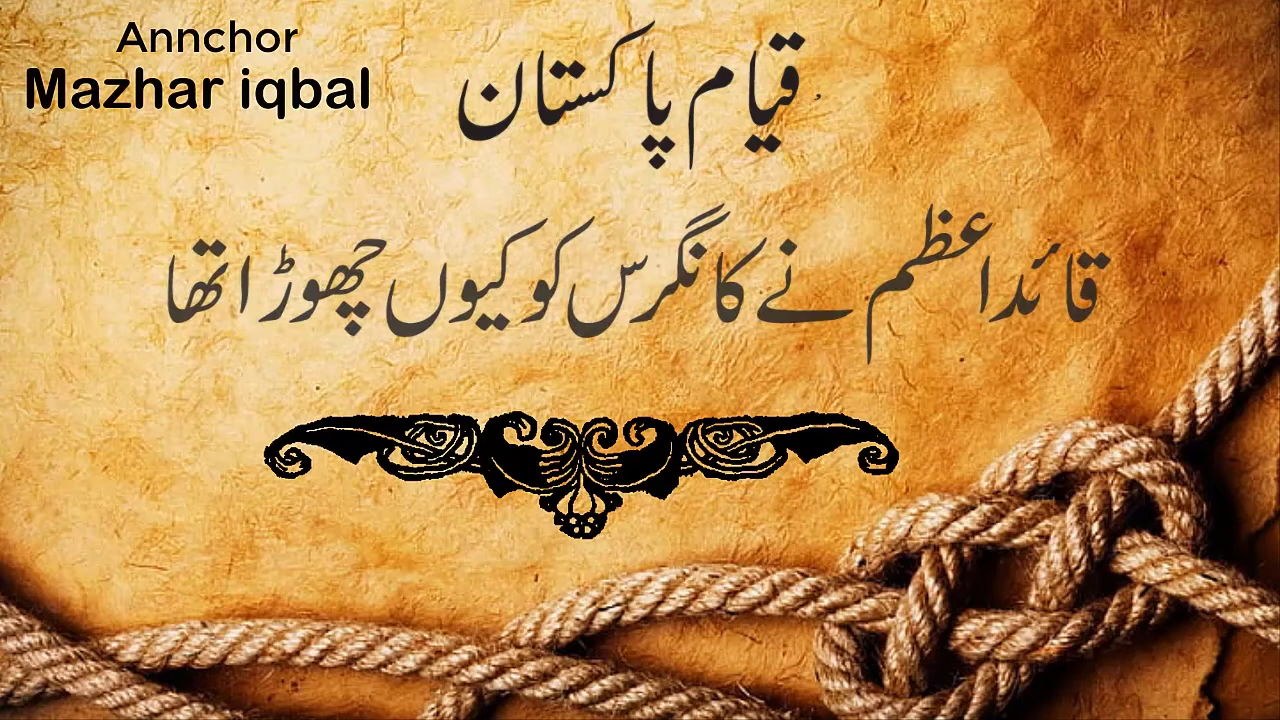 Annchor
Mazhar iqbal
قیام پاکستان
قائداعظم نے کانگرس کو کیوں چھوڑا تھا